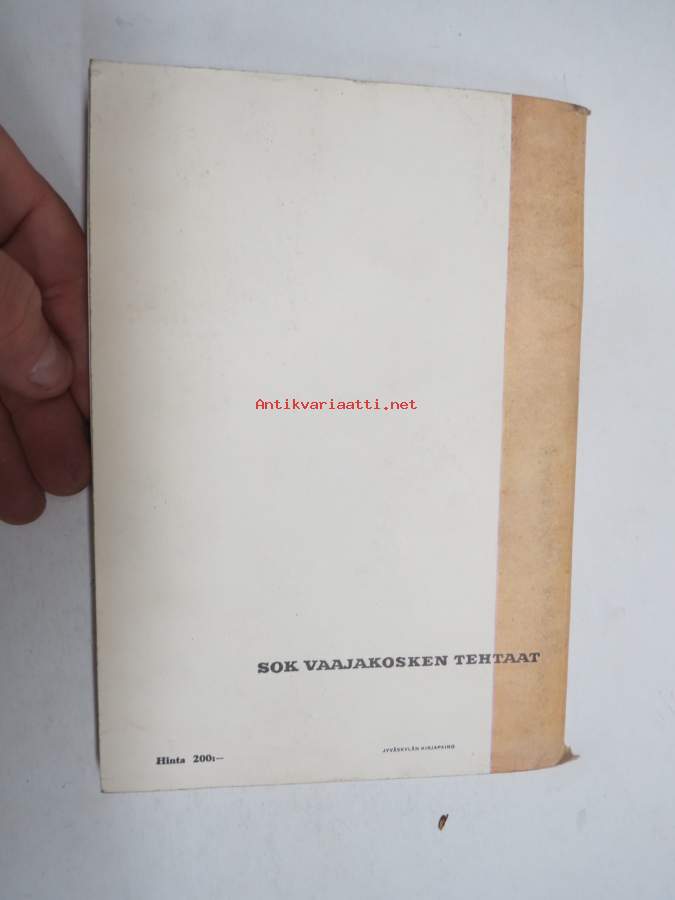 Antikvariaatti.net
SOK VAAJAKOSKEN TEHTAAT
JYVÄSKYLÄN KIRJAPAINO
Hinta 200:—